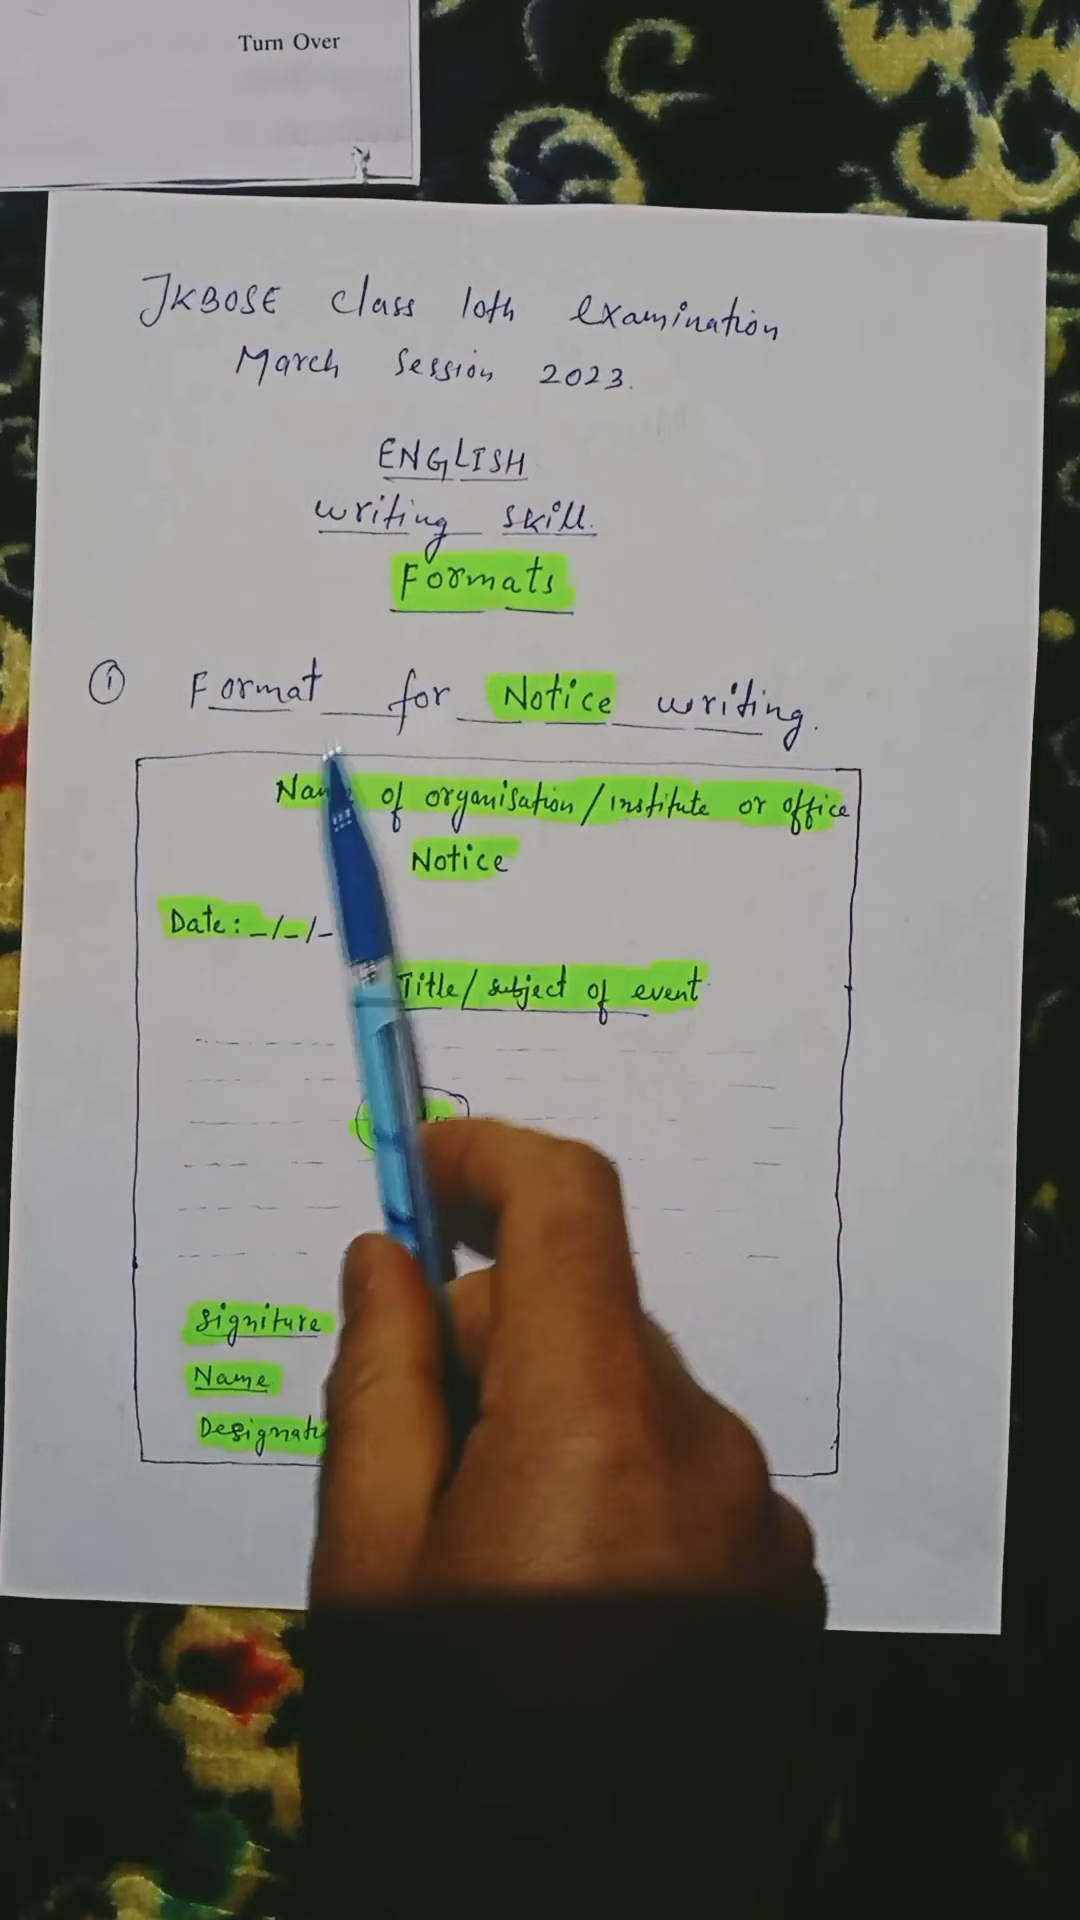 Turn Over
JKBOSE class 10th examination
March session 2023.
ENGLISH
writing skill.
Formats
① Format for Notice writing.
Name of organisation/institute or office
Notice
Date: _/_/_
Title/subject of event
Signiture
Name